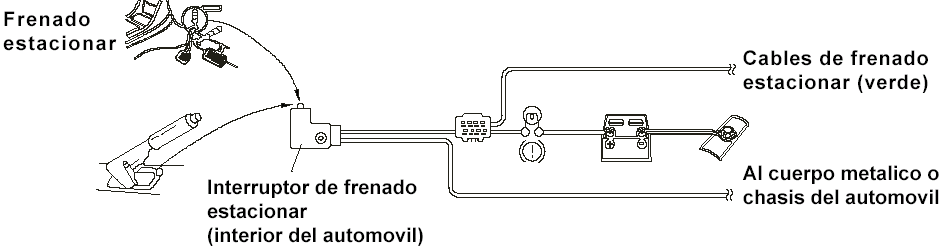 Frenado
estacionar
Cables de frenado
estacionar (verde)
Interruptor de frenado
estacionar
(interior del automovil)
Al cuerpo metalico o
chasis del automovil